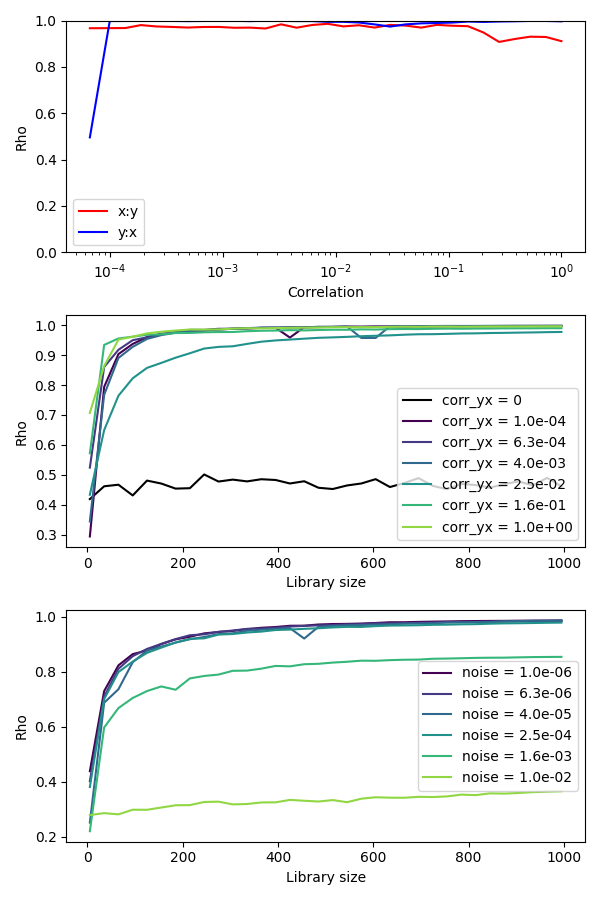 1.0
0.8
0.6
0.4
0.2
0.0
Rho
x:y
y:x
10⁻⁴ 10⁻³ 10⁻² 10⁻¹ 10⁰
Correlation
1.0
0.9
0.8
0.7
0.6
0.5
0.4
0.3
Rho
corr_yx = 0
corr_yx = 1.0e-04
corr_yx = 6.3e-04
corr_yx = 4.0e-03
corr_yx = 2.5e-02
corr_yx = 1.6e-01
corr_yx = 1.0e+00
0 200 400 600 800 1000
Library size
1.0
0.8
0.6
0.4
0.2
Rho
noise = 1.0e-06
noise = 6.3e-06
noise = 4.0e-05
noise = 2.5e-04
noise = 1.6e-03
noise = 1.0e-02
0 200 400 600 800 1000
Library size